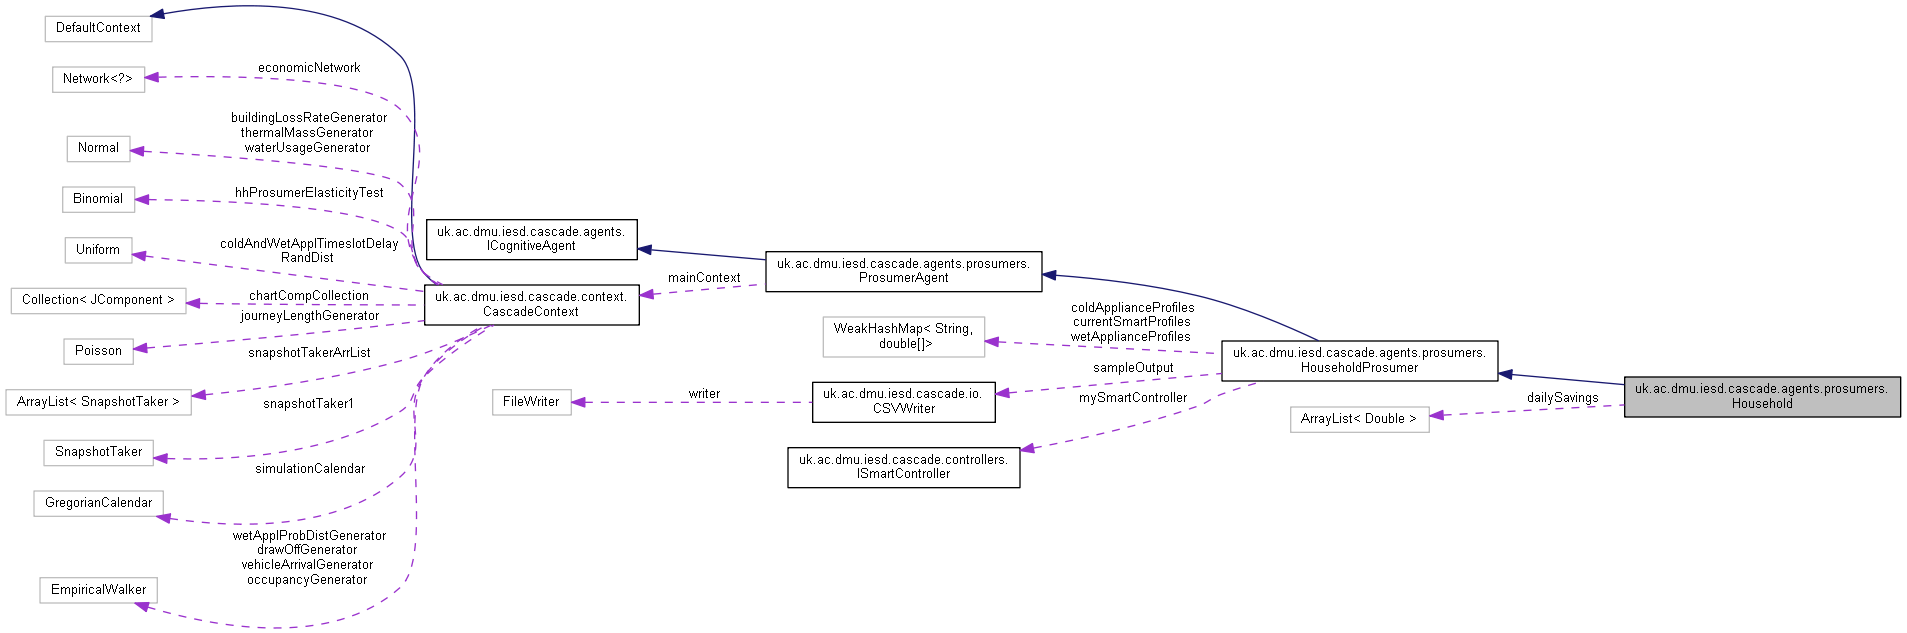 DefaultContext
economicNetwork
Network<?>
buildingLossRateGenerator
thermalMassGenerator
waterUsageGenerator
Normal
hhProsumerElasticityTest
Binomial
coldAndWetApplTimeslotDelay
RandDist
Uniform
chartCompCollection
Collection< JComponent >
journeyLengthGenerator
Poisson
snapshotTakerArrList
ArrayList< SnapshotTaker >
snapshotTaker1
SnapshotTaker
simulationCalendar
GregorianCalendar
wetApplProbDistGenerator
drawOffGenerator
vehicleArrivalGenerator
occupancyGenerator
EmpiricalWalker
uk.ac.dmu.iesd.cascade.agents.
ICognitiveAgent
uk.ac.dmu.iesd.cascade.context.
CascadeContext
mainContext
uk.ac.dmu.iesd.cascade.agents.prosumers.
ProsumerAgent
WeakHashMap< String,
double[]>
coldApplianceProfiles
currentSmartProfiles
wetApplianceProfiles
FileWriter
writer
uk.ac.dmu.iesd.cascade.io.
CSVWriter
sampleOutput
mySmartController
uk.ac.dmu.iesd.cascade.controllers.
ISmartController
uk.ac.dmu.iesd.cascade.agents.prosumers.
HouseholdProsumer
ArrayList< Double >
dailySavings
uk.ac.dmu.iesd.cascade.agents.prosumers.
Household